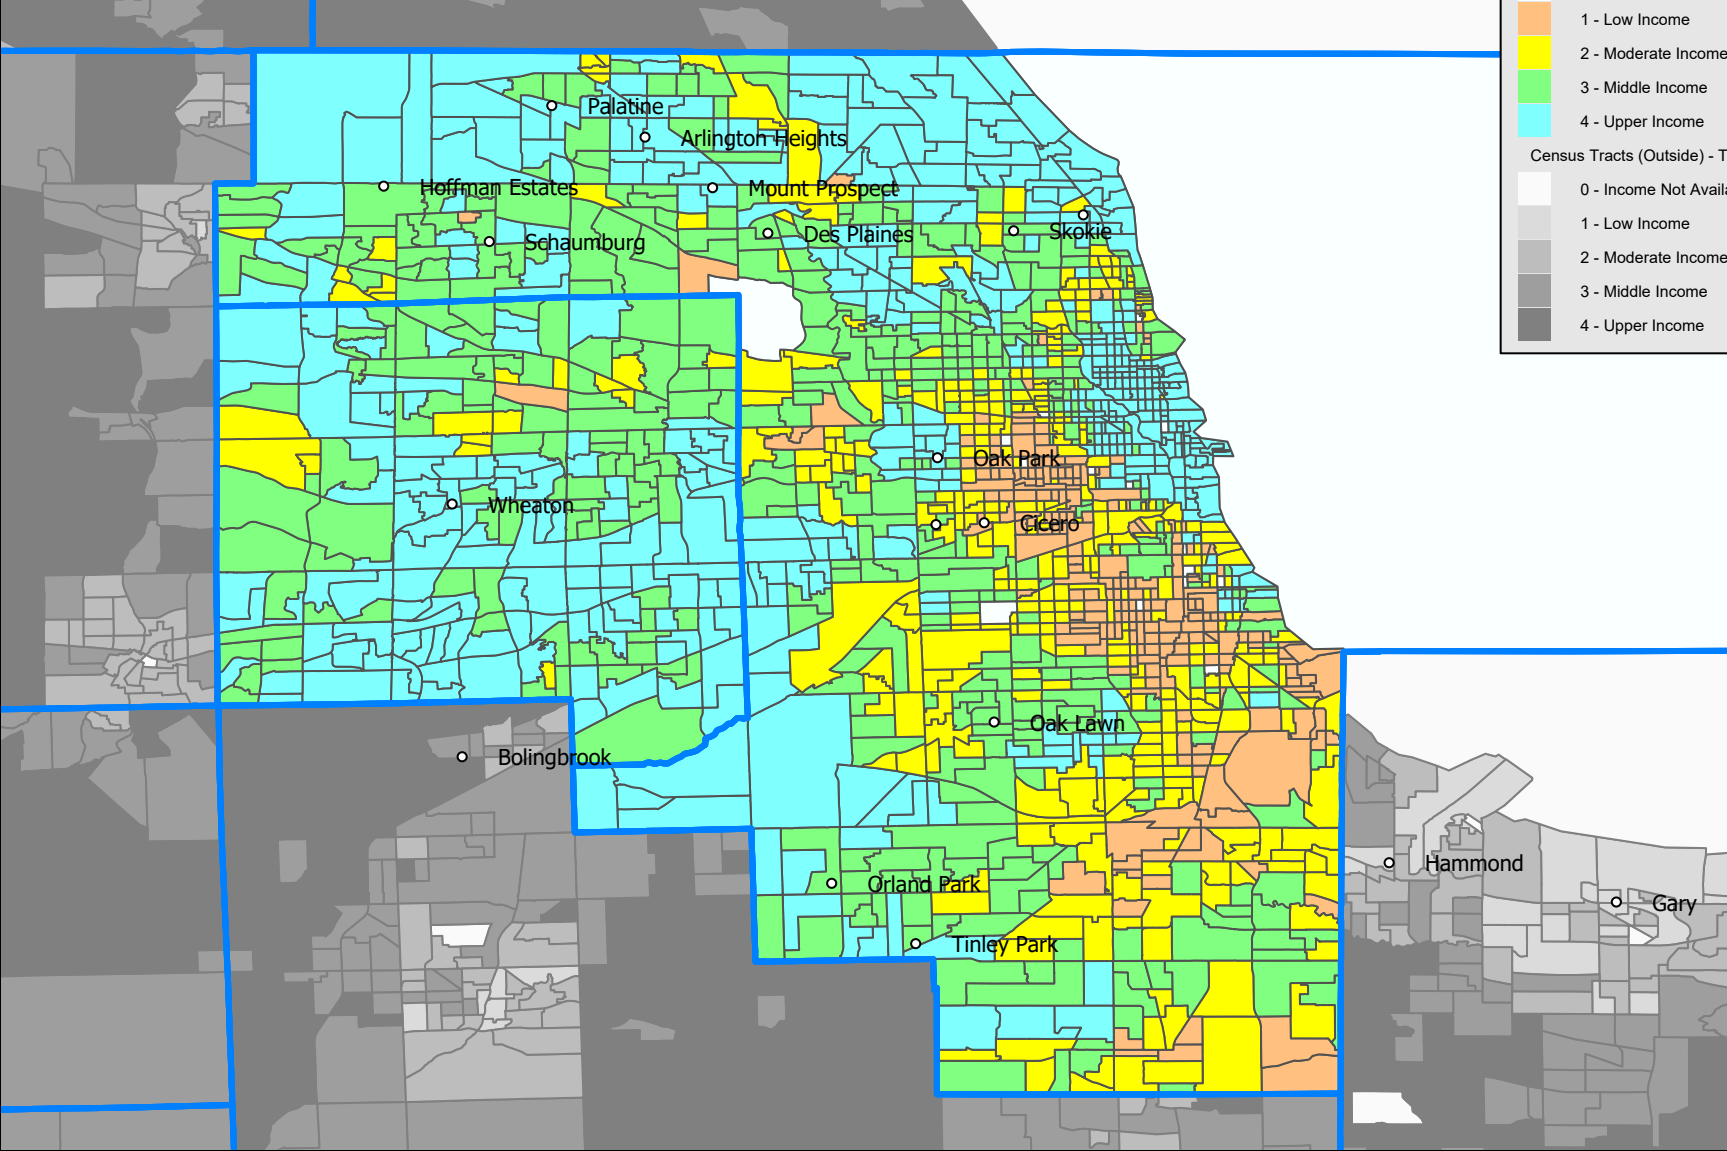 1 - Low Income
2 - Moderate Income
3 - Middle Income
4 - Upper Income
Census Tracts (Outside) - T
0 - Income Not Availa
1 - Low Income
2 - Moderate Income
3 - Middle Income
4 - Upper Income
Palatine
Arlington Heights
Hoffman Estates
Mount Prospect
Schaumburg
Des Plaines
Skokie
Oak Park
Wheaton
Cicero
Oak Lawn
Bolingbrook
Hammond
Orland Park
Gary
Tinley Park